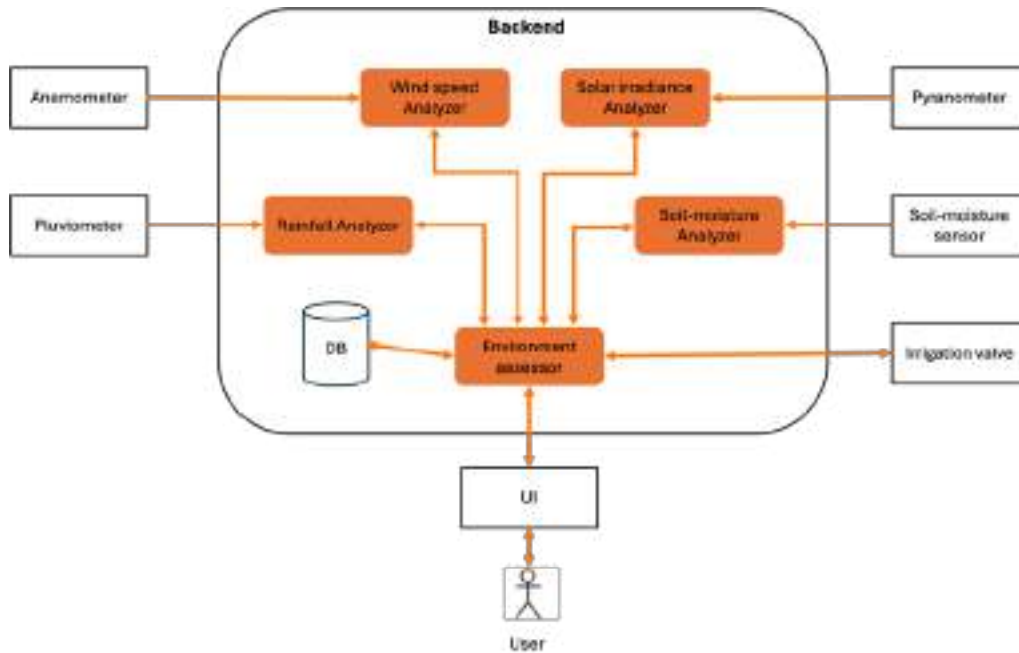 Backend
Anemometer
Wind speed
Analyzer
Solar irradiance
Analyzer
Pyranometer
Pluviometer
Rainfall Analyzer
Soil-moisture
Analyzer
Soil-moisture
sensor
DB
Environment
assessor
Irrigation valve
UI
User